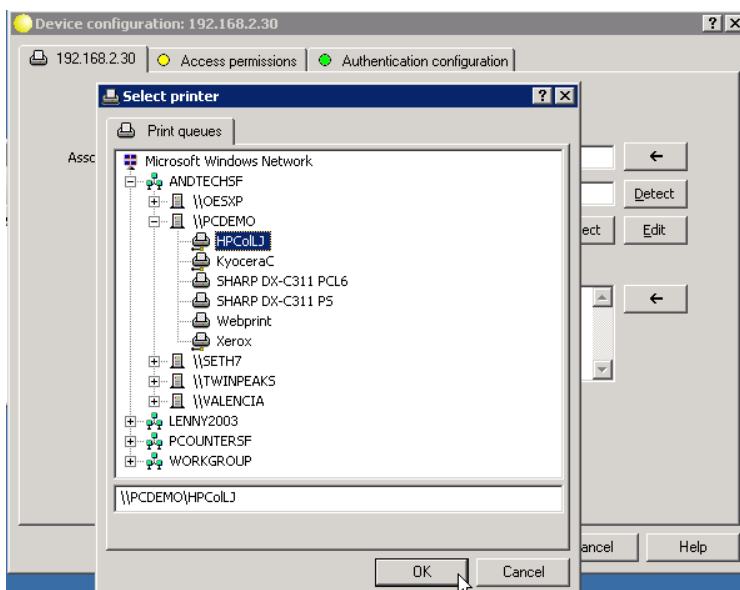 Device configuration: 192.168.2.30
192.168.2.30 Access permissions Authentication configuration
Select printer
Print queues
Assc
Microsoft Windows Network
ANDTECHSF
\\OESXP
Detect
\\PCDEMO
ect Edit
HPColLJ
KyoceraC
SHARP DX-C311 PCL6
SHARP DX-C311 PS
Webprint
Xerox
\\SETH7
\\TWINPEAKS
\\VALENCIA
LENNY2003
PCOUNTERSF
WORKGROUP
\\PCDEMO\HPColLJ
ancel Help
OK Cancel